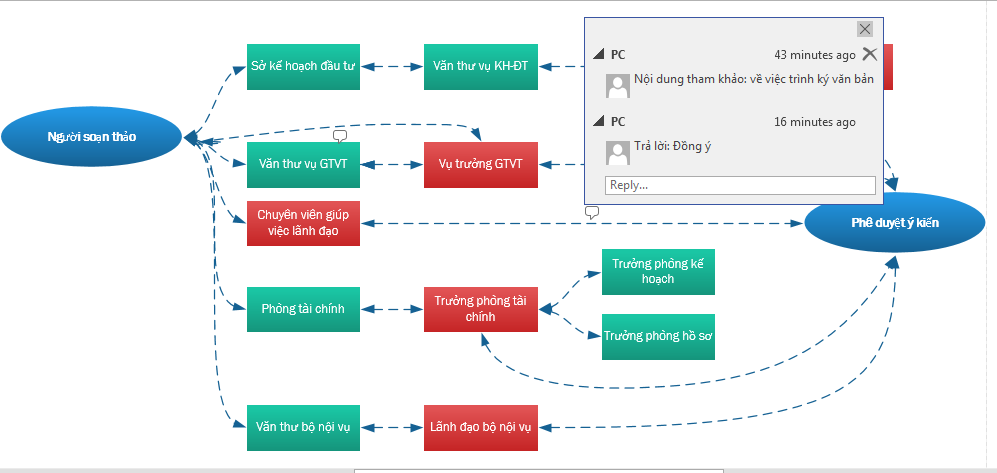 Sở kế hoạch đầu tư
Văn thư vụ KH-ĐT
PC
43 minutes ago
Nội dung tham khảo: về việc trình ký văn bản
PC
16 minutes ago
Trả lời: Đồng ý
Reply...
Người soạn thảo
Văn thư vụ GTVT
Vụ trưởng GTVT
Chuyên viên giúp
việc lãnh đạo
Phê duyệt ý kiến
Trưởng phòng kế
hoạch
Phòng tài chính
Trưởng phòng tài
chính
Trưởng phòng hồ sơ
Văn thư bộ nội vụ
Lãnh đạo bộ nội vụ